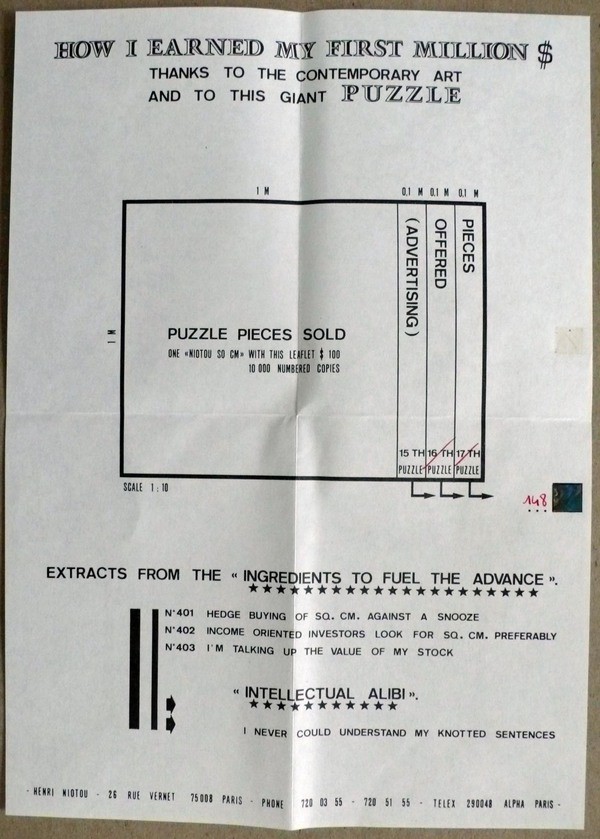 HOW I EARNED MY FIRST MILLION $
THANKS TO THE CONTEMPORARY ART
AND TO THIS GIANT PUZZLE
1 M
0,1 M 0,1 M 0,1 M
PIECES
OFFERED
(ADVERTISING)
1 M
PUZZLE PIECES SOLD
ONE «NIOTOU SQ CM» WITH THIS LEAFLET $ 100
10 000 NUMBERED COPIES
15 TH 16 TH 17 TH
PUZZLE PUZZLE PUZZLE
SCALE 1:10
148
EXTRACTS FROM THE « INGREDIENTS TO FUEL THE ADVANCE ».
N°401 HEDGE BUYING OF SQ. CM. AGAINST A SNOOZE
N°402 INCOME ORIENTED INVESTORS LOOK FOR SQ. CM. PREFERABLY
N°403 I'M TALKING UP THE VALUE OF MY STOCK
« INTELLECTUAL ALIBI ».
I NEVER COULD UNDERSTAND MY KNOTTED SENTENCES
- HENRI NIOTOU - 26 RUE VERNET 75008 PARIS - PHONE 720 03 55 - 720 51 55 - TELEX 290048 ALPHA PARIS -